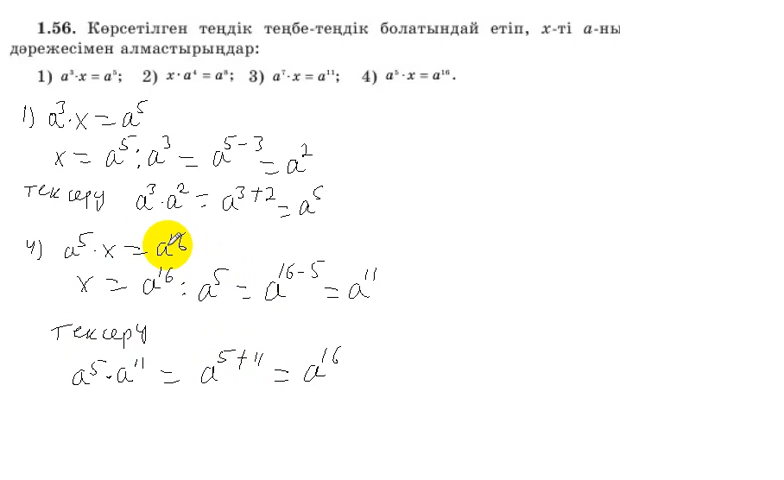 1.56. Көрсетілген теңдік теңбе-теңдік болатындай етіп, x-ті a-ны
дәрежесімен алмастырыңдар:
1) a³·x = a⁵; 2) x·a⁴ = a⁸; 3) a⁷·x = a¹¹; 4) a⁵·x = a¹⁶.
1) a³·x = a⁵
x = a⁵ : a³ = a⁵⁻³ = a²
тексеру a³·a² = a³⁺² = a⁵
4) a⁵·x = a¹⁶
x = a¹⁶ : a⁵ = a¹⁶⁻⁵ = a¹¹
Тексеру
a⁵·a¹¹ = a⁵⁺¹¹ = a¹⁶